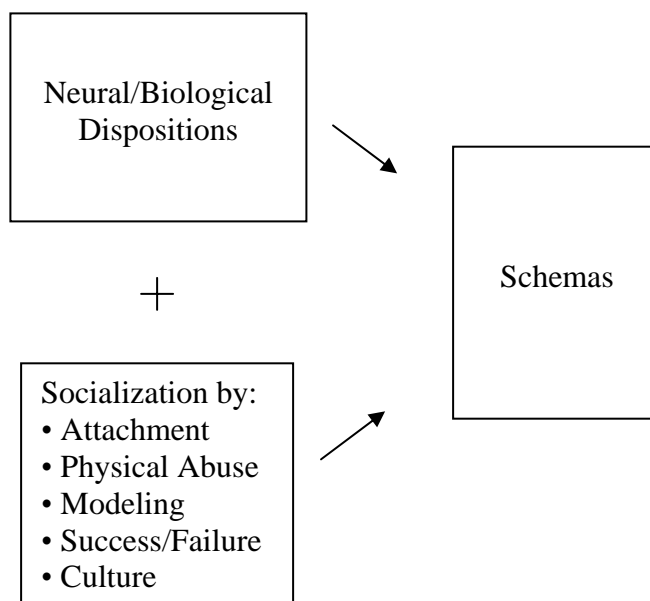 Neural/Biological
Dispositions
Schemas
+
Socialization by:
• Attachment
• Physical Abuse
• Modeling
• Success/Failure
• Culture